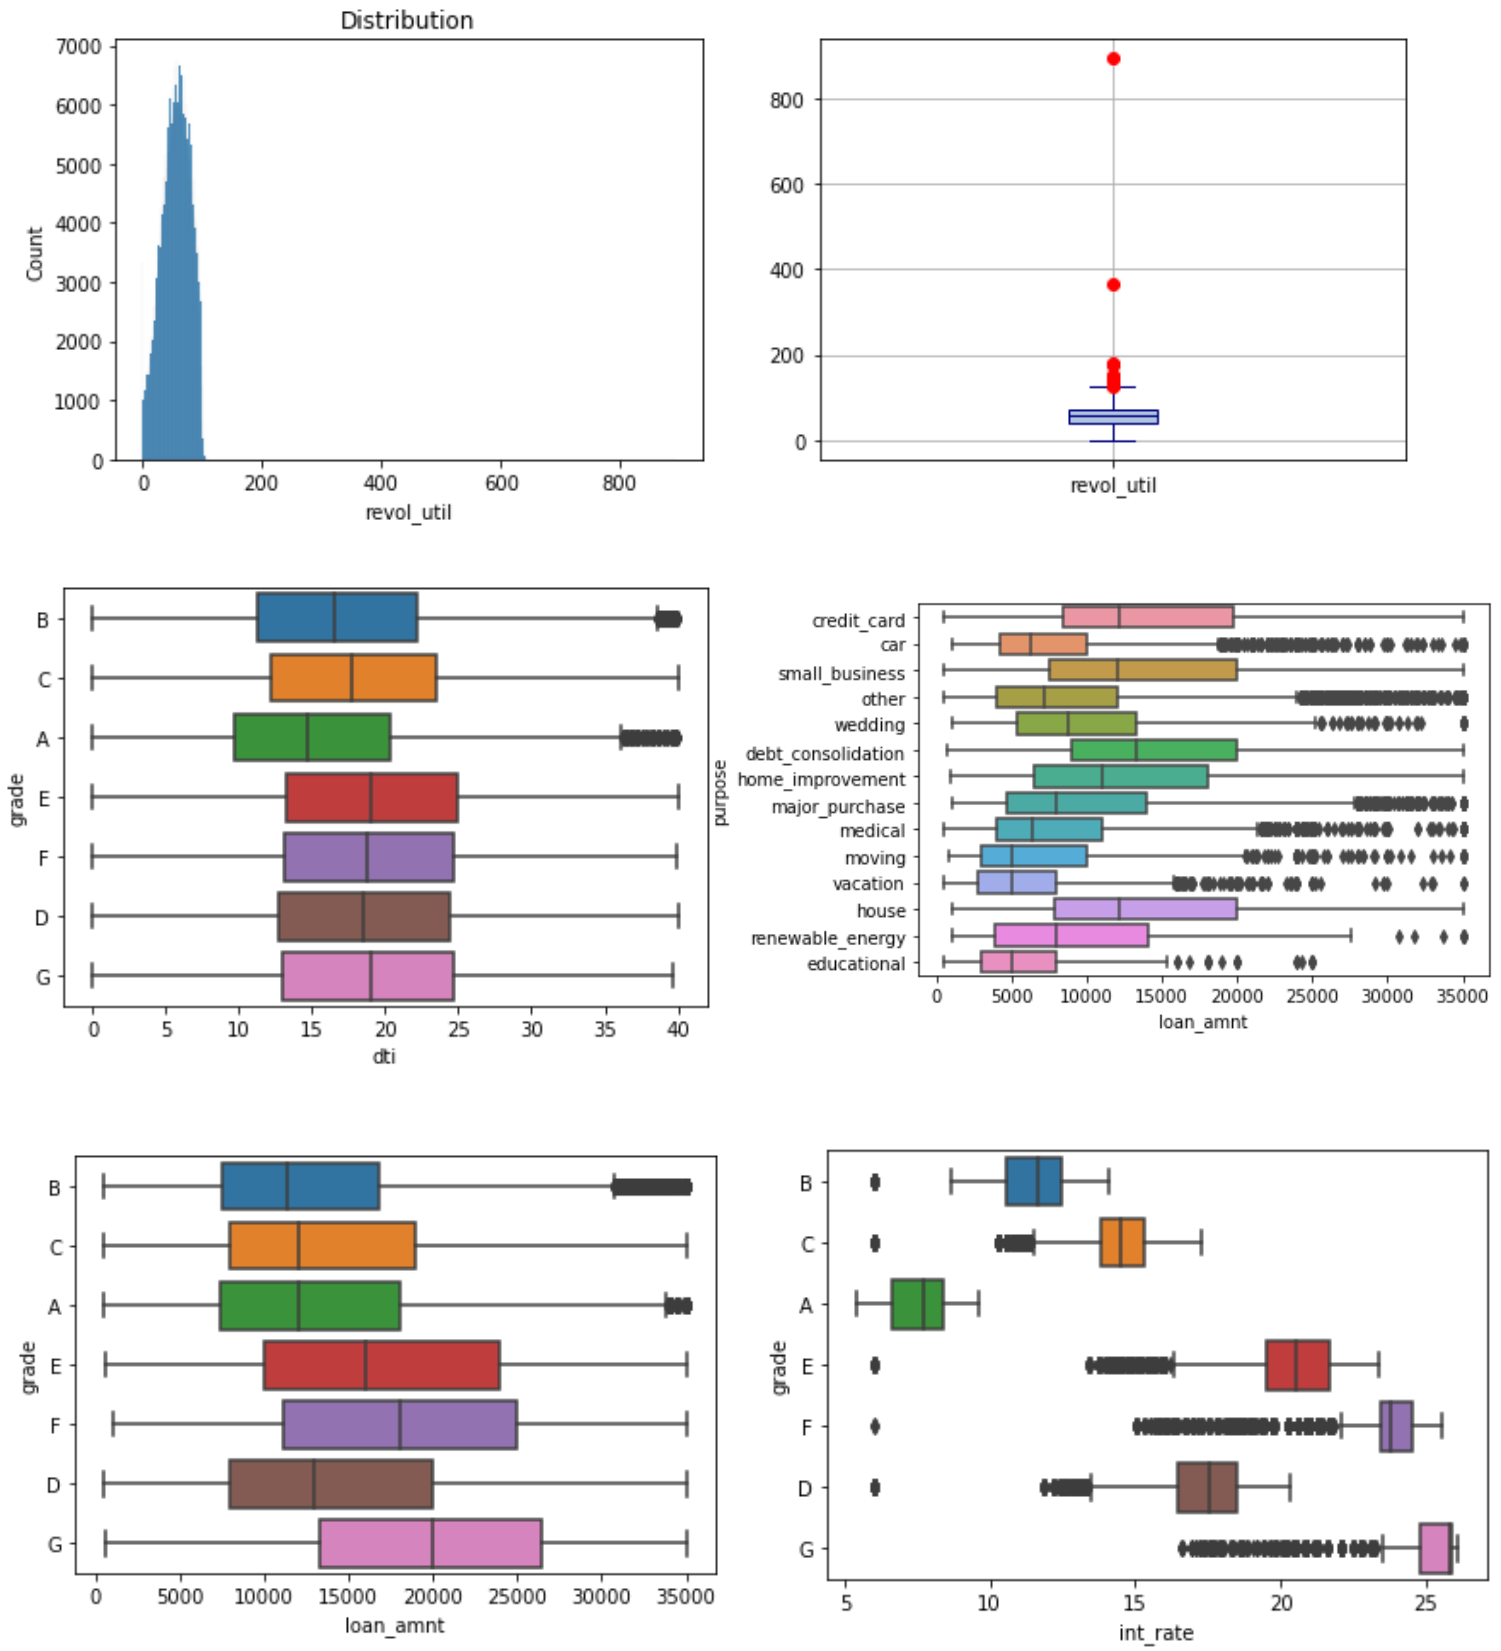 Distribution
7000
6000
5000
4000
3000
2000
1000
0
Count
0 200 400 600 800
revol_util
800
600
400
200
0
revol_util
B
C
A
E
F
D
G
grade
0 5 10 15 20 25 30 35 40
dti
credit_card
car
small_business
other
wedding
debt_consolidation
home_improvement
major_purchase
medical
moving
vacation
house
renewable_energy
educational
purpose
0 5000 10000 15000 20000 25000 30000 35000
loan_amnt
B
C
A
E
F
D
G
grade
0 5000 10000 15000 20000 25000 30000 35000
loan_amnt
B
C
A
E
F
D
G
grade
5 10 15 20 25
int_rate